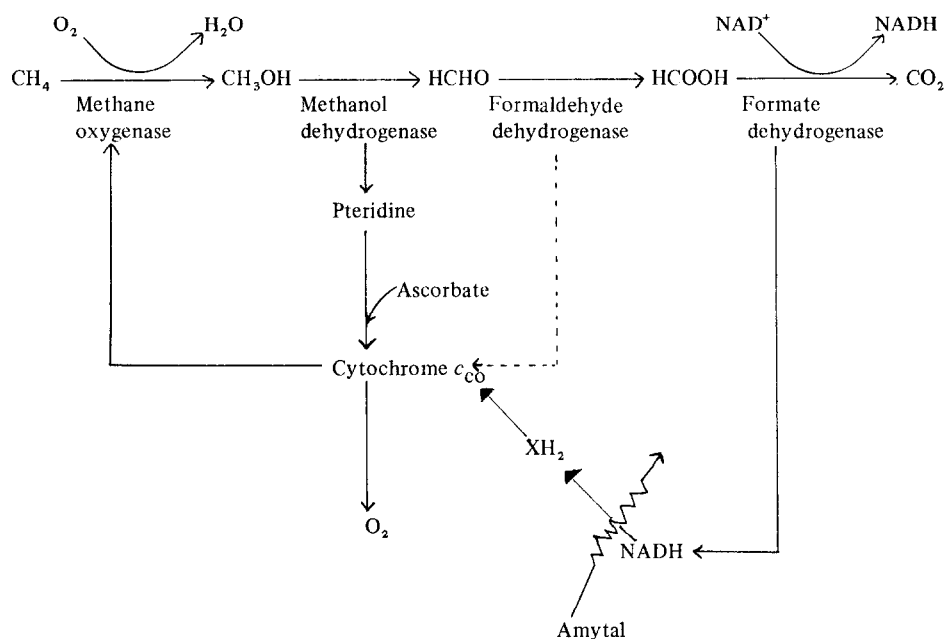 O₂ H₂O NAD⁺ NADH
CH₄ CH₃OH HCHO HCOOH CO₂
Methane Methanol Formaldehyde Formate
oxygenase dehydrogenase dehydrogenase dehydrogenase
Pteridine
Ascorbate
Cytochrome c_CO
XH₂
O₂
NADH
Amytal